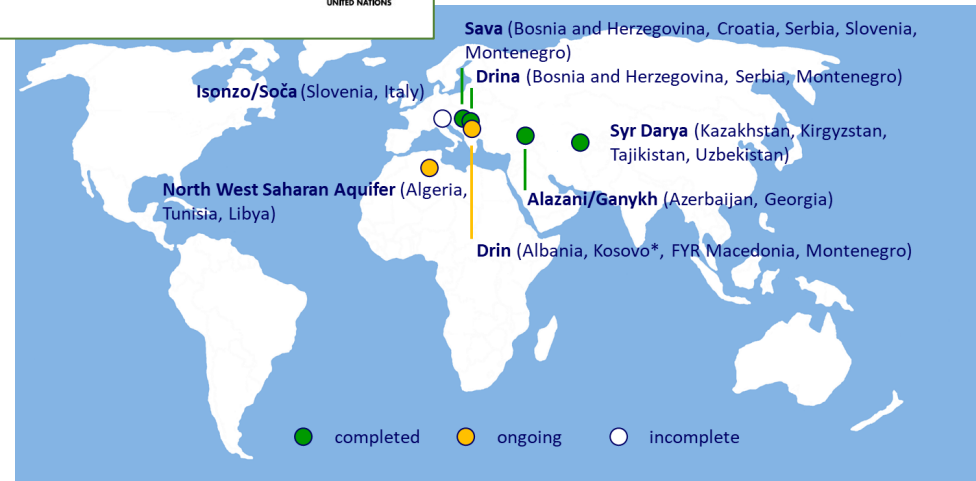 UNITED NATIONS
Sava (Bosnia and Herzegovina, Croatia, Serbia, Slovenia,
Montenegro)
Drina (Bosnia and Herzegovina, Serbia, Montenegro)
Isonzo/Soča (Slovenia, Italy)
Syr Darya (Kazakhstan, Kirgyzstan,
Tajikistan, Uzbekistan)
North West Saharan Aquifer (Algeria,
Tunisia, Libya)
Alazani/Ganykh (Azerbaijan, Georgia)
Drin (Albania, Kosovo*, FYR Macedonia, Montenegro)
completed
ongoing
incomplete